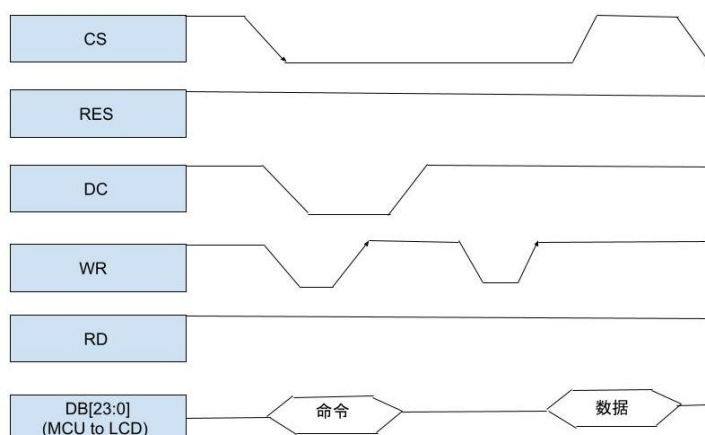 CS
RES
DC
WR
RD
DB[23:0]
(MCU to LCD)
命令
数据